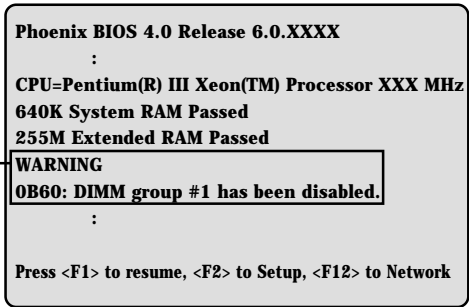 Phoenix BIOS 4.0 Release 6.0.XXXX
:
CPU=Pentium(R) III Xeon(TM) Processor XXX MHz
640K System RAM Passed
255M Extended RAM Passed
WARNING
0B60: DIMM group #1 has been disabled.
:
Press <F1> to resume, <F2> to Setup, <F12> to Network